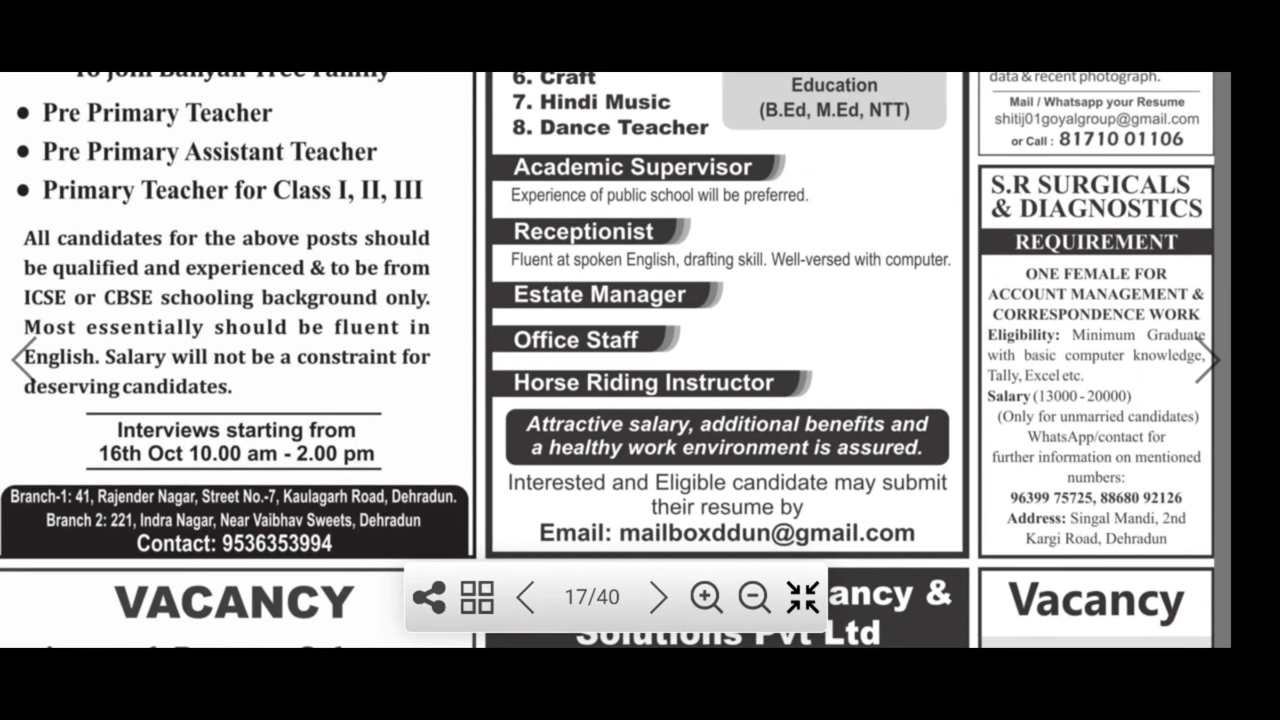 To join Banyan Tree Family
• Pre Primary Teacher
• Pre Primary Assistant Teacher
• Primary Teacher for Class I, II, III
All candidates for the above posts should
be qualified and experienced & to be from
ICSE or CBSE schooling background only.
Most essentially should be fluent in
English. Salary will not be a constraint for
deserving candidates.
Interviews starting from
16th Oct 10.00 am - 2.00 pm
Branch-1: 41, Rajender Nagar, Street No.-7, Kaulagarh Road, Dehradun.
Branch 2: 221, Indra Nagar, Near Vaibhav Sweets, Dehradun
Contact: 9536353994
VACANCY
6. Craft
7. Hindi Music
8. Dance Teacher
Education
(B.Ed, M.Ed, NTT)
Academic Supervisor
Experience of public school will be preferred.
Receptionist
Fluent at spoken English, drafting skill. Well-versed with computer.
Estate Manager
Office Staff
Horse Riding Instructor
Attractive salary, additional benefits and
a healthy work environment is assured.
Interested and Eligible candidate may submit
their resume by
Email: mailboxddun@gmail.com
ancy &
Solutions Pvt Ltd
17/40
data & recent photograph.
Mail / Whatsapp your Resume
shitij01goyalgroup@gmail.com
or Call : 81710 01106
S.R SURGICALS
& DIAGNOSTICS
REQUIREMENT
ONE FEMALE FOR
ACCOUNT MANAGEMENT &
CORRESPONDENCE WORK
Eligibility: Minimum Graduate
with basic computer knowledge,
Tally, Excel etc.
Salary (13000 - 20000)
(Only for unmarried candidates)
WhatsApp/contact for
further information on mentioned
numbers:
96399 75725, 88680 92126
Address: Singal Mandi, 2nd
Kargi Road, Dehradun
Vacancy